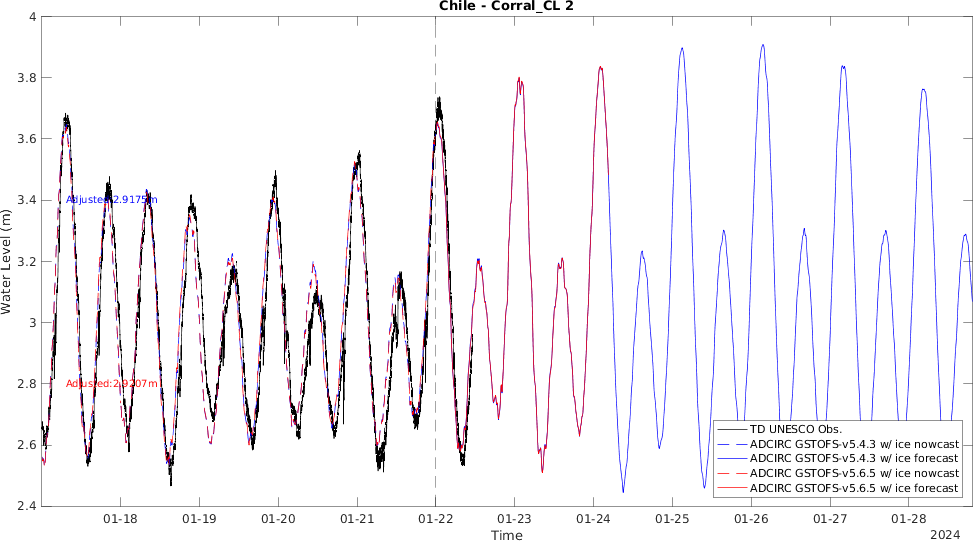 Chile - Corral_CL 2
Water Level (m)
4
3.8
3.6
3.4
3.2
3
2.8
2.6
2.4
Adjusted:2.9175m
Adjusted:2.9207m
TD UNESCO Obs.
ADCIRC GSTOFS-v5.4.3 w/ ice nowcast
ADCIRC GSTOFS-v5.4.3 w/ ice forecast
ADCIRC GSTOFS-v5.6.5 w/ ice nowcast
ADCIRC GSTOFS-v5.6.5 w/ ice forecast
01-18 01-19 01-20 01-21 01-22 01-23 01-24 01-25 01-26 01-27 01-28
Time
2024